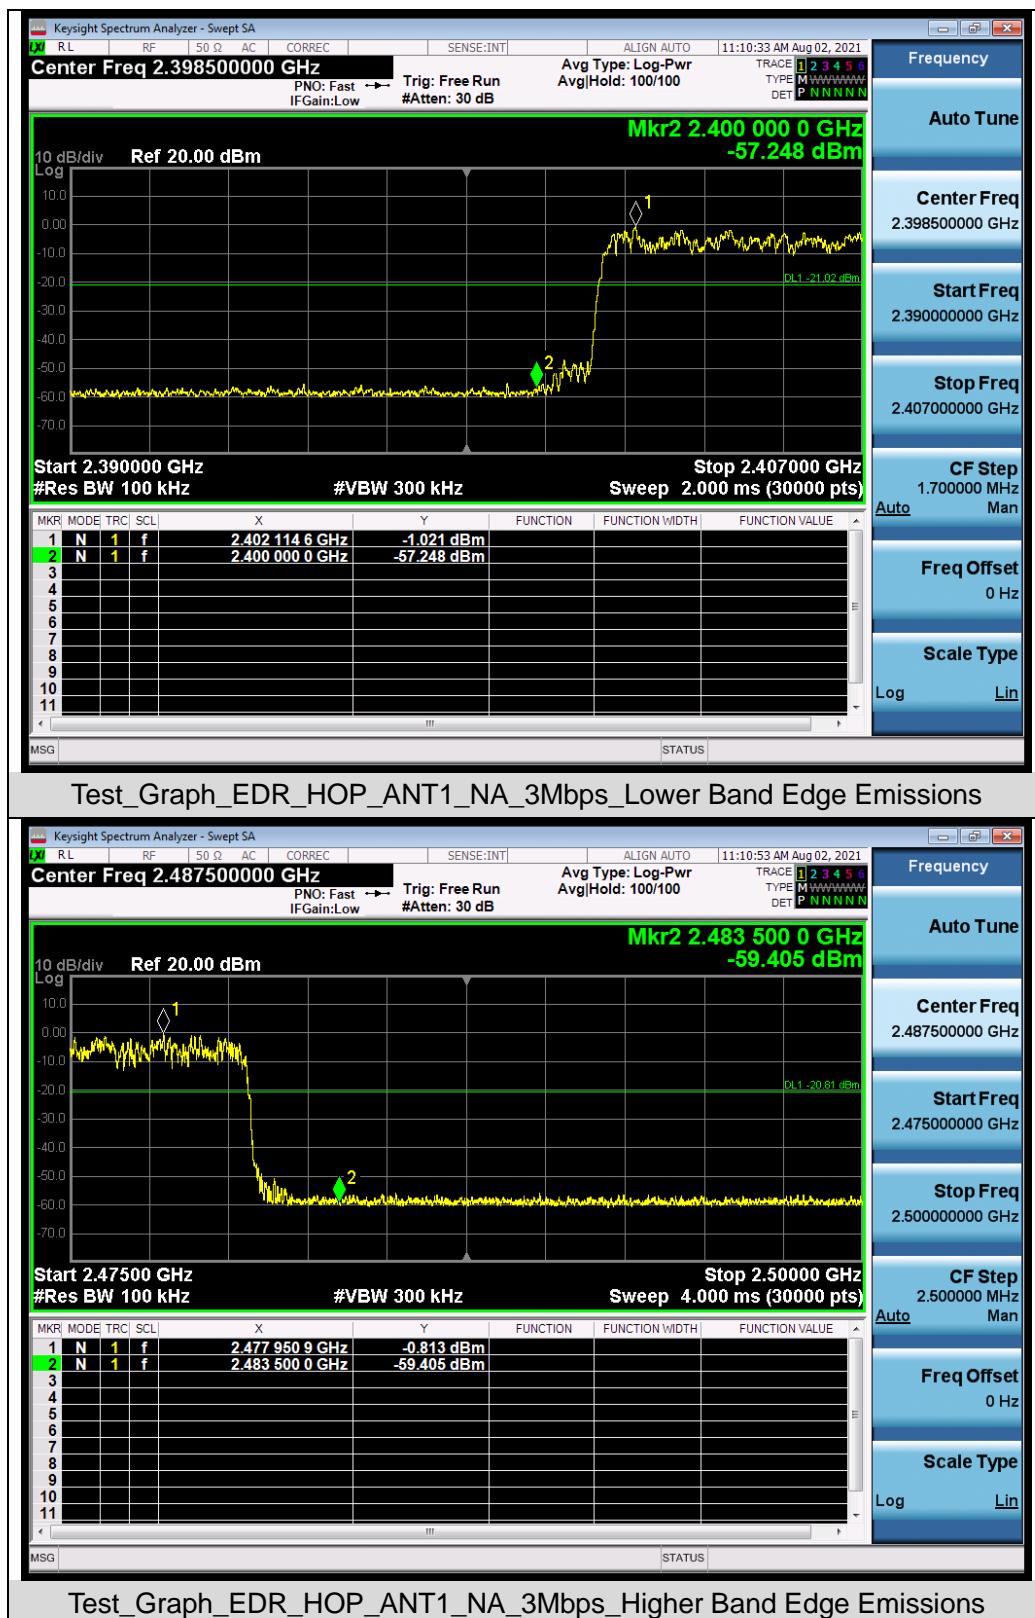 Keysight Spectrum Analyzer - Swept SA
LXI RL RF 50 Ω AC CORREC SENSE:INT ALIGN AUTO 11:10:33 AM Aug 02, 2021
Center Freq 2.398500000 GHz
PNO: Fast
IFGain:Low
Trig: Free Run
#Atten: 30 dB
Avg Type: Log-Pwr
Avg|Hold: 100/100
TRACE 1 2 3 4 5 6
TYPE M WWWWW
DET P N N N N N
Mkr2 2.400 000 0 GHz
-57.248 dBm
10 dB/div Ref 20.00 dBm
Log
10.0
0.00
-10.0
-20.0
-30.0
-40.0
-50.0
-60.0
-70.0
1
DL1 -21.02 dBm
2
Start 2.390000 GHz Stop 2.407000 GHz
#Res BW 100 kHz #VBW 300 kHz Sweep 2.000 ms (30000 pts)
MKR MODE TRC SCL X Y FUNCTION FUNCTION WIDTH FUNCTION VALUE
1 N 1 f 2.402 114 6 GHz -1.021 dBm
2 N 1 f 2.400 000 0 GHz -57.248 dBm
3
4
5
6
7
8
9
10
11
MSG STATUS
Frequency
Auto Tune
Center Freq
2.398500000 GHz
Start Freq
2.390000000 GHz
Stop Freq
2.407000000 GHz
CF Step
1.700000 MHz
Auto Man
Freq Offset
0 Hz
Scale Type
Log Lin
Test_Graph_EDR_HOP_ANT1_NA_3Mbps_Lower Band Edge Emissions
Keysight Spectrum Analyzer - Swept SA
LXI RL RF 50 Ω AC CORREC SENSE:INT ALIGN AUTO 11:10:53 AM Aug 02, 2021
Center Freq 2.487500000 GHz
PNO: Fast
IFGain:Low
Trig: Free Run
#Atten: 30 dB
Avg Type: Log-Pwr
Avg|Hold: 100/100
TRACE 1 2 3 4 5 6
TYPE M WWWWW
DET P N N N N N
Mkr2 2.483 500 0 GHz
-59.405 dBm
10 dB/div Ref 20.00 dBm
Log
10.0
0.00
-10.0
-20.0
-30.0
-40.0
-50.0
-60.0
-70.0
1
DL1 -20.81 dBm
2
Start 2.47500 GHz Stop 2.50000 GHz
#Res BW 100 kHz #VBW 300 kHz Sweep 4.000 ms (30000 pts)
MKR MODE TRC SCL X Y FUNCTION FUNCTION WIDTH FUNCTION VALUE
1 N 1 f 2.477 950 9 GHz -0.813 dBm
2 N 1 f 2.483 500 0 GHz -59.405 dBm
3
4
5
6
7
8
9
10
11
MSG STATUS
Frequency
Auto Tune
Center Freq
2.487500000 GHz
Start Freq
2.475000000 GHz
Stop Freq
2.500000000 GHz
CF Step
2.500000 MHz
Auto Man
Freq Offset
0 Hz
Scale Type
Log Lin
Test_Graph_EDR_HOP_ANT1_NA_3Mbps_Higher Band Edge Emissions